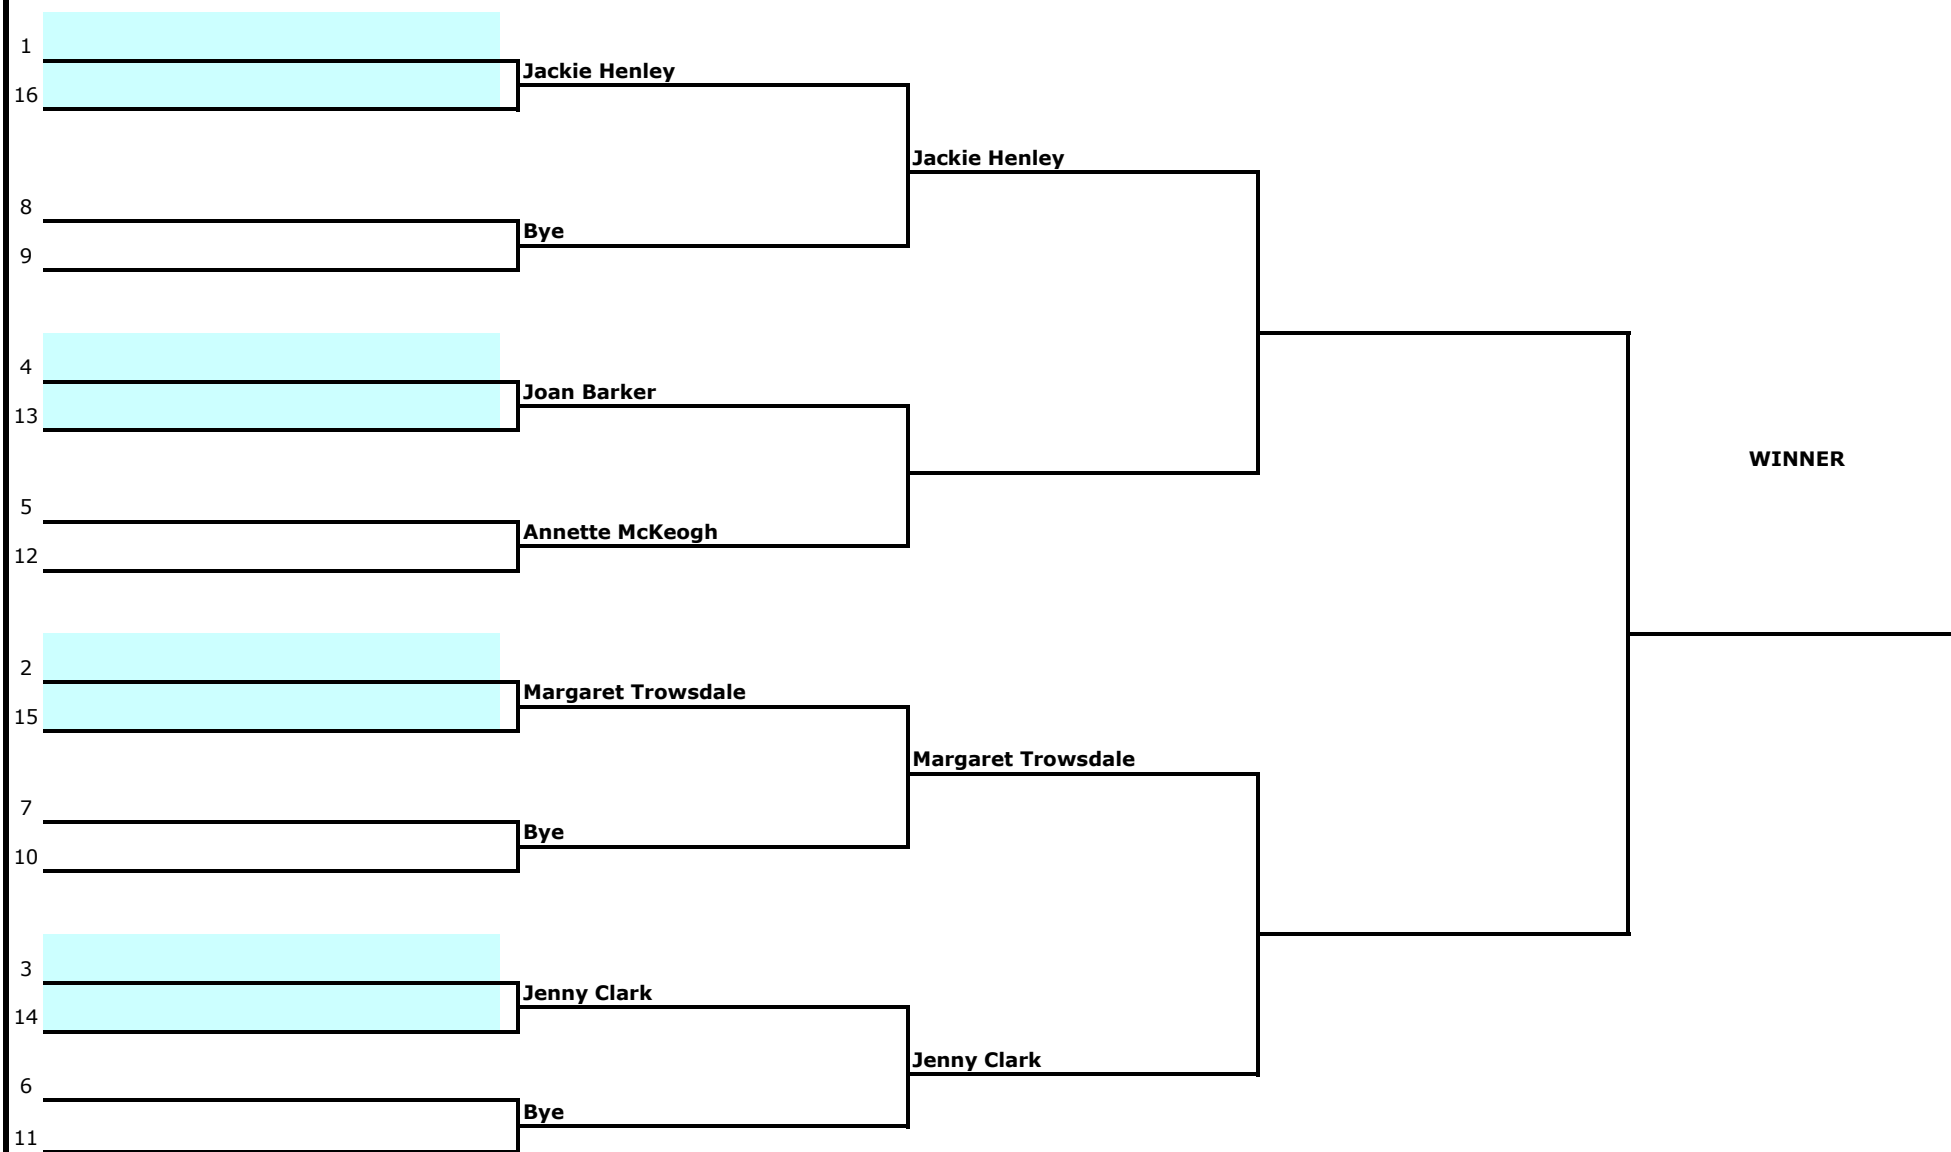 1
Jackie Henley
16
Jackie Henley
8
Bye
9
4
Joan Barker
13
WINNER
5
Annette McKeogh
12
2
Margaret Trowsdale
15
Margaret Trowsdale
7
Bye
10
3
Jenny Clark
14
Jenny Clark
6
Bye
11